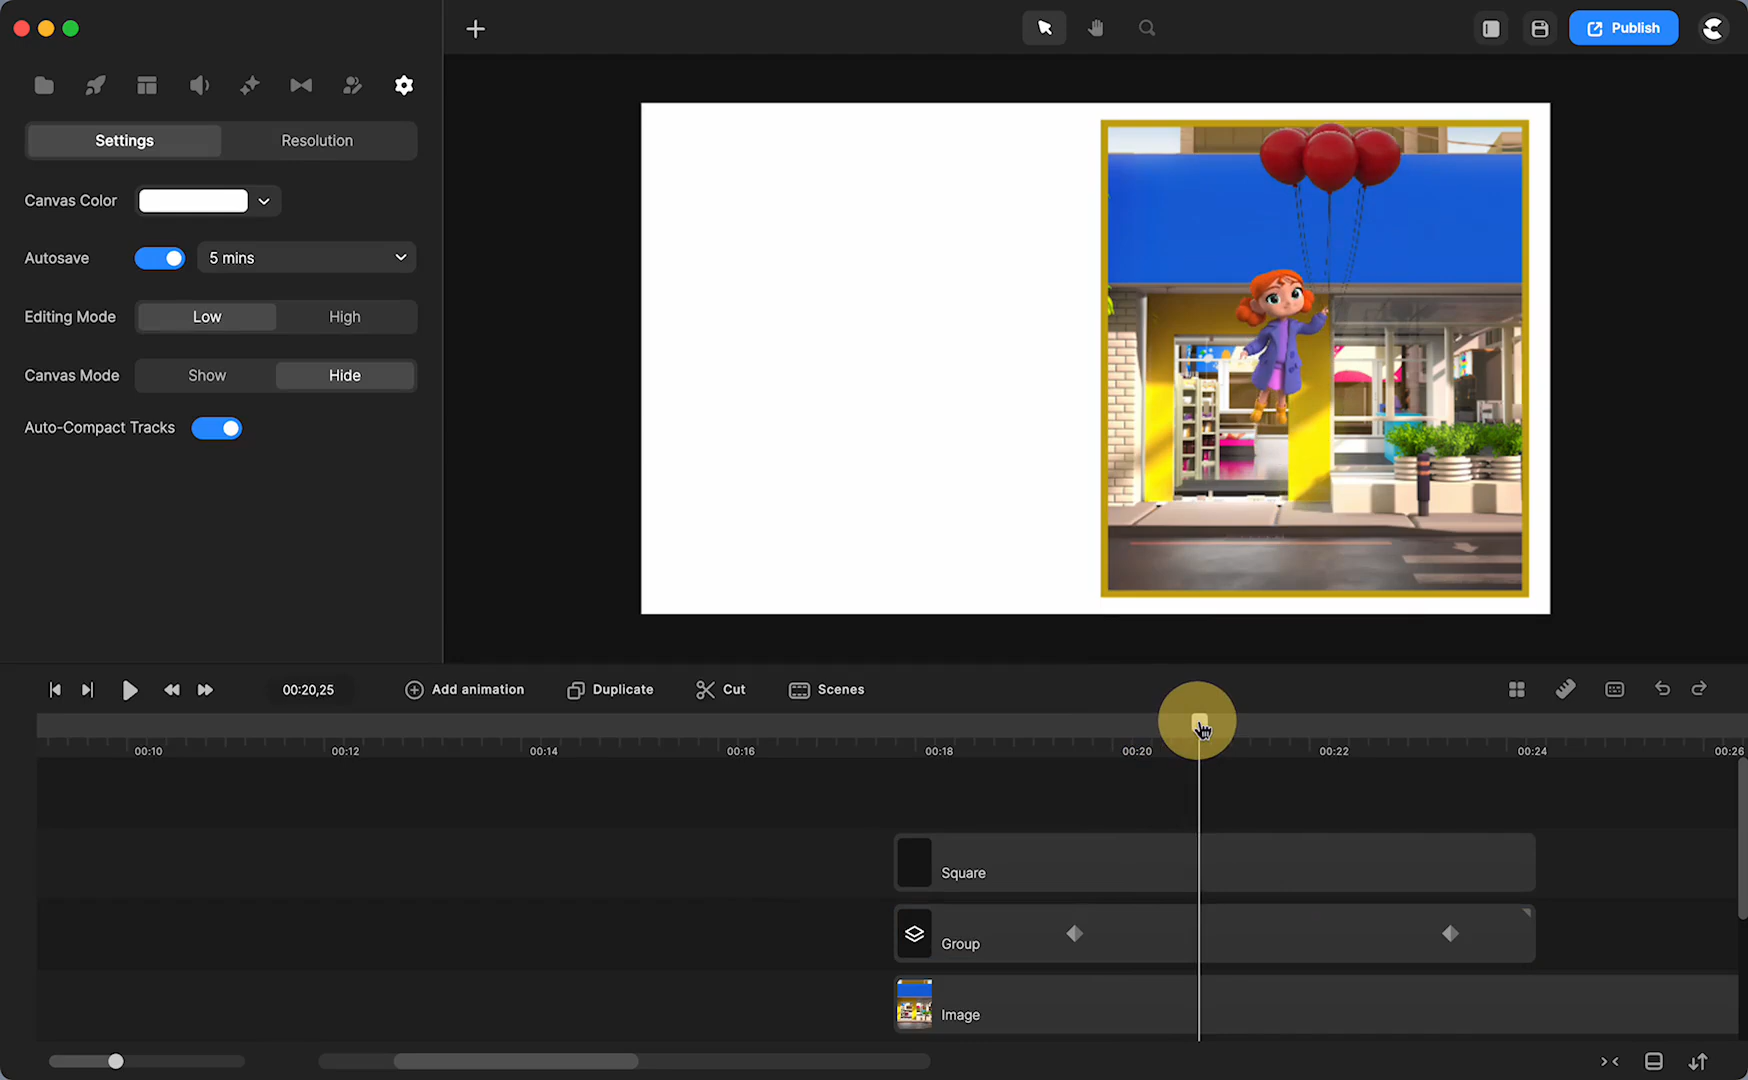 Publish
Settings
Resolution
Canvas Color
Autosave
5 mins
Editing Mode
Low
High
Canvas Mode
Show
Hide
Auto-Compact Tracks
00:20,25
Add animation
Duplicate
Cut
Scenes
00:10
00:12
00:14
00:16
00:18
00:20
00:22
00:24
00:26
Square
Group
Image